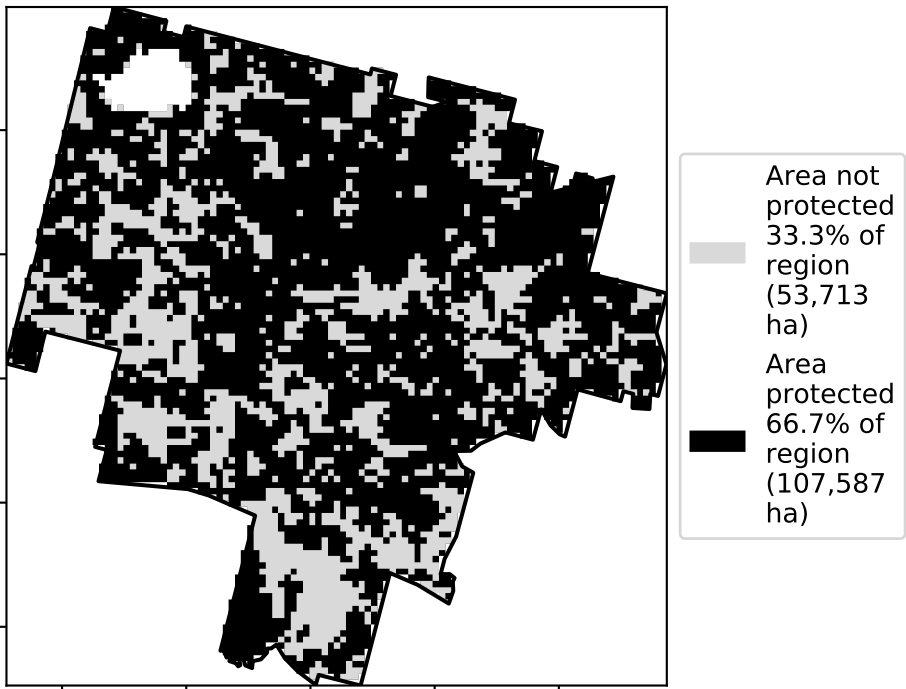 Area not
protected
33.3% of
region
(53,713
ha)
Area
protected
66.7% of
region
(107,587
ha)